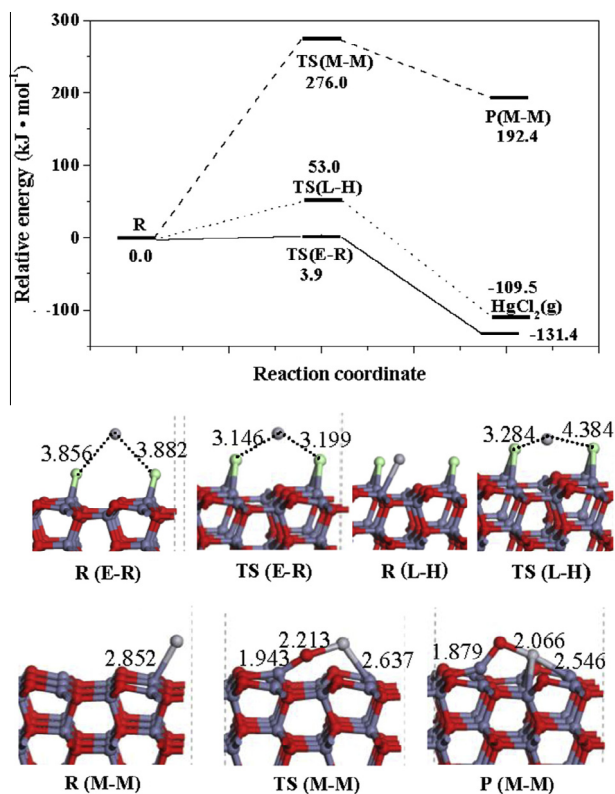 Relative energy (kJ • mol⁻¹)
300
200
100
0
-100
TS(M-M)
276.0
P(M-M)
192.4
53.0
TS(L-H)
R
0.0
TS(E-R)
3.9
-109.5
HgCl₂(g)
-131.4
Reaction coordinate
3.856 3.882
3.146 3.199
3.284 4.384
R (E-R) TS (E-R) R (L-H) TS (L-H)
2.852
1.943 2.213 2.637
1.879 2.066 2.546
R (M-M) TS (M-M) P (M-M)